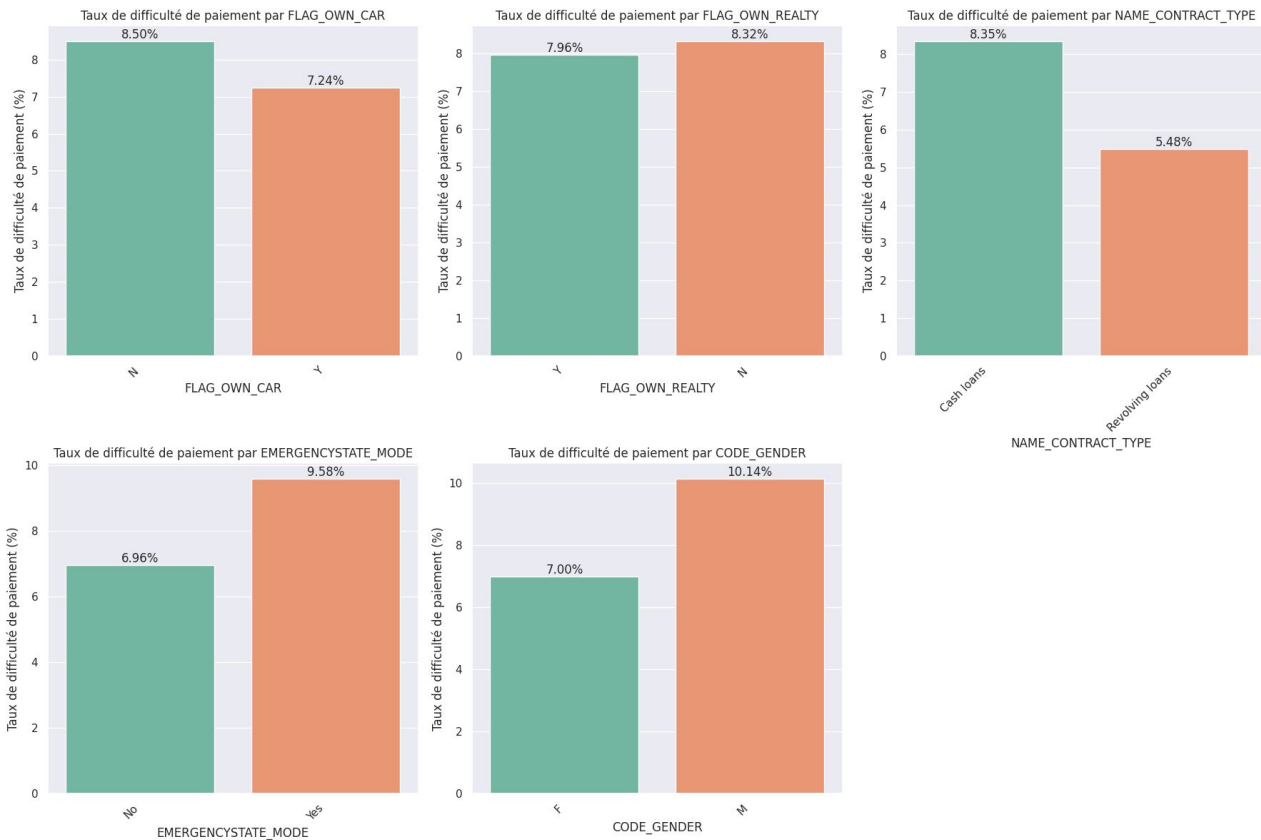 Taux de difficulté de paiement par FLAG_OWN_CAR
8.50%
7.24%
8
7
6
5
4
3
2
1
0
Taux de difficulté de paiement (%)
N
Y
FLAG_OWN_CAR
Taux de difficulté de paiement par FLAG_OWN_REALTY
7.96%
8.32%
8
7
6
5
4
3
2
1
0
Taux de difficulté de paiement (%)
Y
N
FLAG_OWN_REALTY
Taux de difficulté de paiement par NAME_CONTRACT_TYPE
8.35%
5.48%
8
7
6
5
4
3
2
1
0
Taux de difficulté de paiement (%)
Cash loans
Revolving loans
NAME_CONTRACT_TYPE
Taux de difficulté de paiement par EMERGENCYSTATE_MODE
6.96%
9.58%
10
8
6
4
2
0
Taux de difficulté de paiement (%)
No
Yes
EMERGENCYSTATE_MODE
Taux de difficulté de paiement par CODE_GENDER
7.00%
10.14%
10
8
6
4
2
0
Taux de difficulté de paiement (%)
F
M
CODE_GENDER